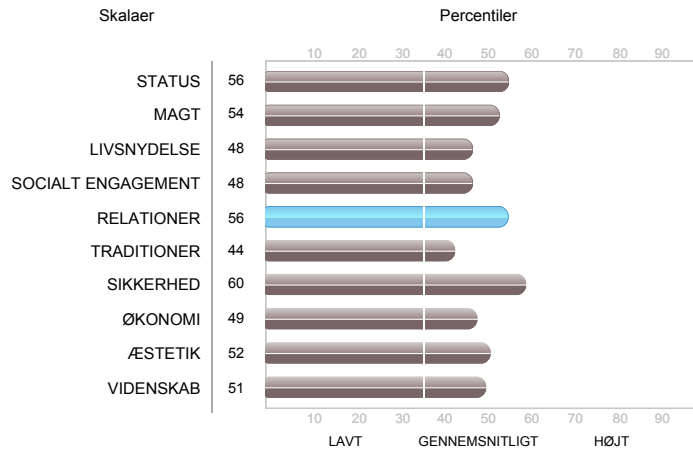 Skalaer Percentiler
10 20 30 40 50 60 70 80 90
STATUS 56
MAGT 54
LIVSNYDELSE 48
SOCIALT ENGAGEMENT 48
RELATIONER 56
TRADITIONER 44
SIKKERHED 60
ØKONOMI 49
ÆSTETIK 52
VIDENSKAB 51
10 20 30 40 50 60 70 80 90
LAVT GENNEMSNITLIGT HØJT